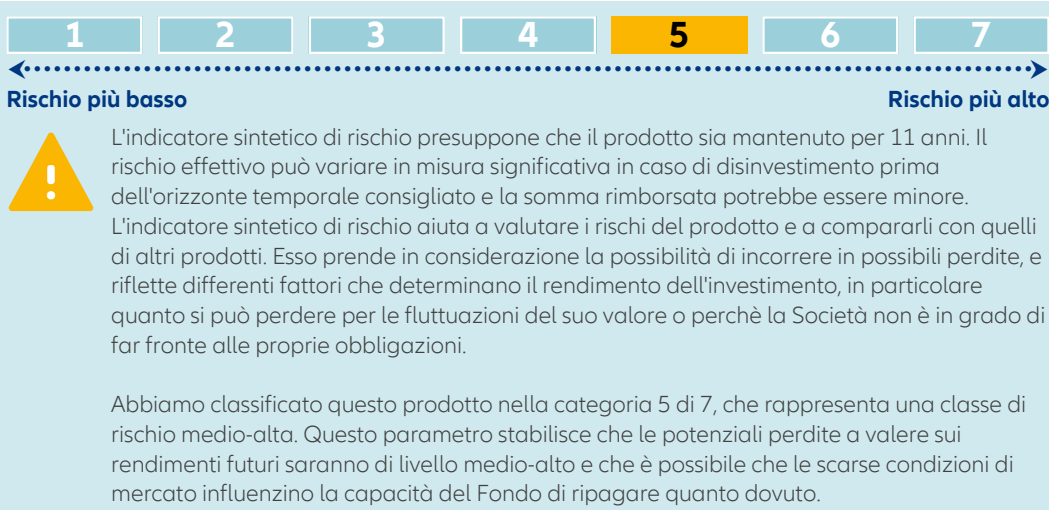 1 2 3 4 5 6 7
Rischio più basso Rischio più alto
L'indicatore sintetico di rischio presuppone che il prodotto sia mantenuto per 11 anni. Il
rischio effettivo può variare in misura significativa in caso di disinvestimento prima
dell'orizzonte temporale consigliato e la somma rimborsata potrebbe essere minore.
L'indicatore sintetico di rischio aiuta a valutare i rischi del prodotto e a compararli con quelli
di altri prodotti. Esso prende in considerazione la possibilità di incorrere in possibili perdite, e
riflette differenti fattori che determinano il rendimento dell'investimento, in particolare
quanto si può perdere per le fluttuazioni del suo valore o perchè la Società non è in grado di
far fronte alle proprie obbligazioni.
Abbiamo classificato questo prodotto nella categoria 5 di 7, che rappresenta una classe di
rischio medio-alta. Questo parametro stabilisce che le potenziali perdite a valere sui
rendimenti futuri saranno di livello medio-alto e che è possibile che le scarse condizioni di
mercato influenzino la capacità del Fondo di ripagare quanto dovuto.